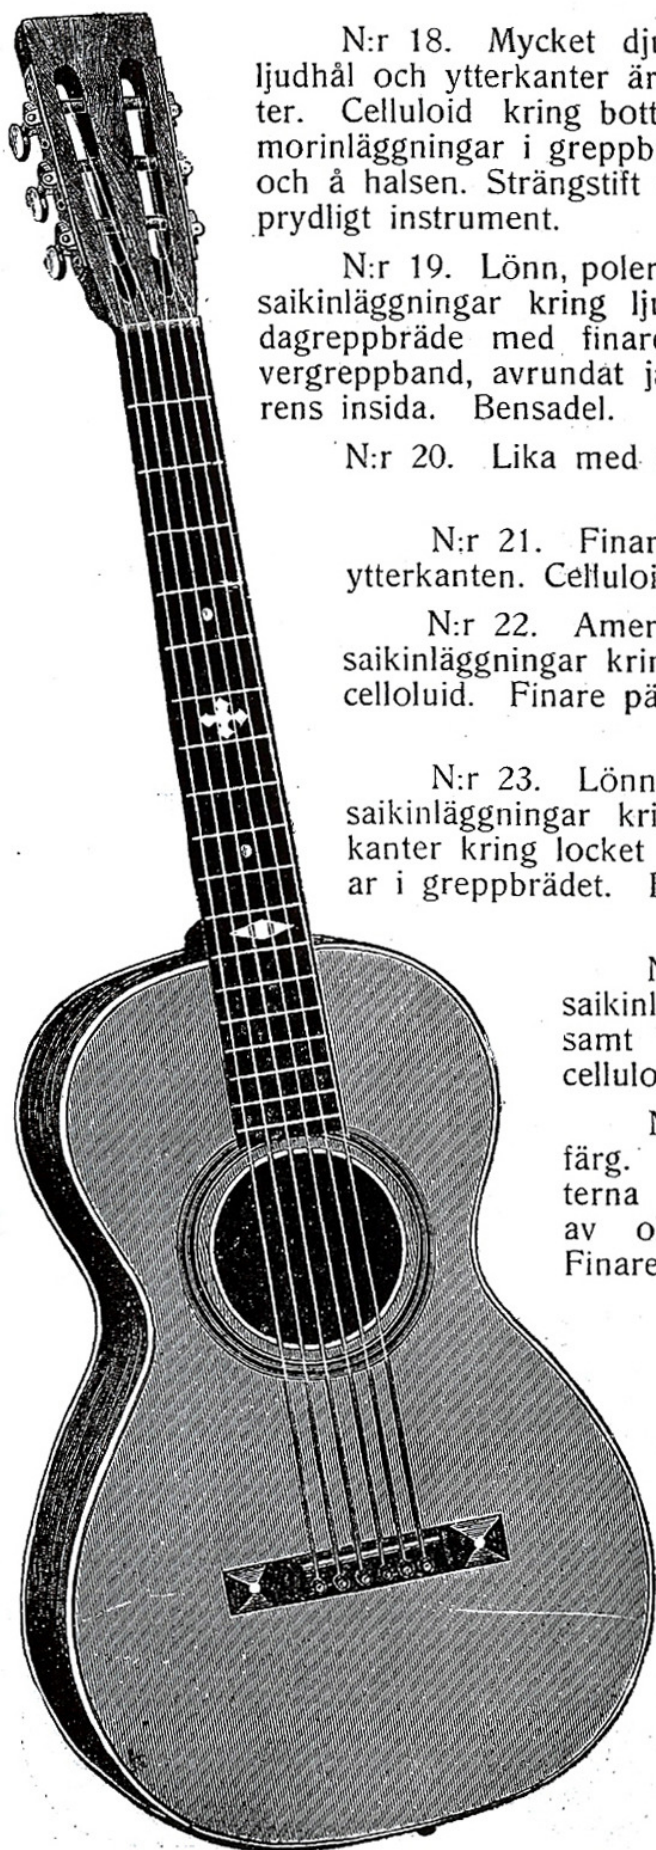 N:r 18. Mycket dju
ljudhål och ytterkanter är
ter. Celluloid kring bott
morinläggningar i greppb
och å halsen. Strängstift
prydligt instrument.
N:r 19. Lönn, poler
saikinläggningar kring lju
dagreppbräde med finare
vergreppband, avrundat jä
rens insida. Bensadel.
N:r 20. Lika med
N:r 21. Finar
ytterkanten. Celluloi
N:r 22. Amer
saikinläggningar krin
celloluid. Finare pä
N:r 23. Lönn
saikinläggningar kri
kanter kring locket
ar i greppbrädet.
N
saikinl
samt
cellulo
N
färg.
terna
av o
Finare